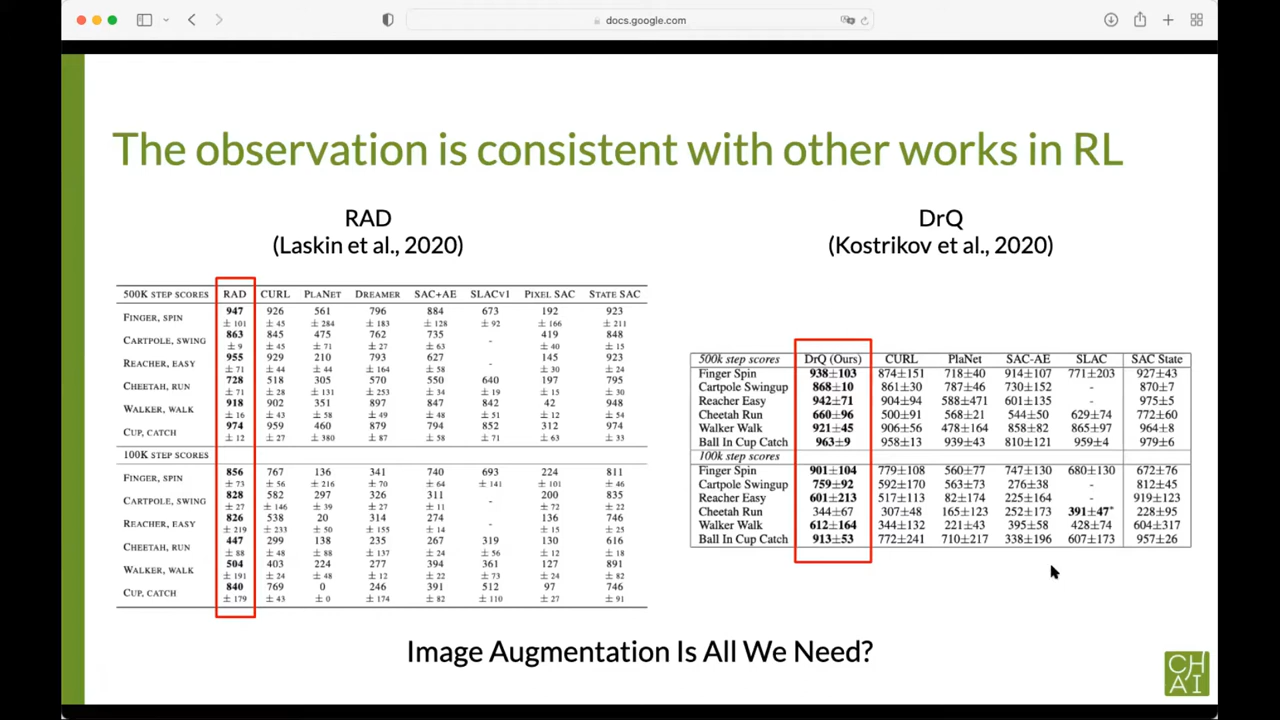 docs.google.com
The observation is consistent with other works in RL
RAD
(Laskin et al., 2020)
500K STEP SCORES RAD CURL PLANET DREAMER SAC+AE SLACV1 PIXEL SAC STATE SAC
FINGER, SPIN 947 ± 101 926 ± 45 561 ± 284 796 ± 183 884 ± 128 673 ± 92 192 ± 166 923 ± 211
CARTPOLE, SWING 863 ± 9 845 ± 45 475 ± 71 762 ± 27 735 ± 63 - 419 ± 40 848 ± 15
REACHER, EASY 955 ± 71 929 ± 44 210 ± 44 793 ± 164 627 ± 58 - 145 ± 30 923 ± 24
CHEETAH, RUN 728 ± 71 518 ± 28 305 ± 131 570 ± 253 550 ± 34 640 ± 19 197 ± 15 795 ± 30
WALKER, WALK 918 ± 16 902 ± 43 351 ± 58 897 ± 49 847 ± 48 842 ± 51 42 ± 12 948 ± 54
CUP, CATCH 974 ± 12 959 ± 27 460 ± 380 879 ± 87 794 ± 58 852 ± 71 312 ± 63 974 ± 33
100K STEP SCORES
FINGER, SPIN 856 ± 73 767 ± 56 136 ± 216 341 ± 70 740 ± 64 693 ± 141 224 ± 101 811 ± 46
CARTPOLE, SWING 828 ± 27 582 ± 146 297 ± 39 326 ± 27 311 ± 11 - 200 ± 72 835 ± 22
REACHER, EASY 826 ± 219 538 ± 233 20 ± 50 314 ± 155 274 ± 14 - 136 ± 15 746 ± 25
CHEETAH, RUN 447 ± 88 299 ± 48 138 ± 88 235 ± 137 267 ± 24 319 ± 56 130 ± 12 616 ± 18
WALKER, WALK 504 ± 191 403 ± 24 224 ± 48 277 ± 12 394 ± 22 361 ± 73 127 ± 24 891 ± 82
CUP, CATCH 840 ± 179 769 ± 43 0 ± 0 246 ± 174 391 ± 82 512 ± 110 97 ± 27 746 ± 91
DrQ
(Kostrikov et al., 2020)
500k step scores DrQ (Ours) CURL PlaNet SAC-AE SLAC SAC State
Finger Spin 938±103 874±151 718±40 914±107 771±203 927±43
Cartpole Swingup 868±10 861±30 787±46 730±152 - 870±7
Reacher Easy 942±71 904±94 588±471 601±135 - 975±5
Cheetah Run 660±96 500±91 568±21 544±50 629±74 772±60
Walker Walk 921±45 906±56 478±164 858±82 865±97 964±8
Ball In Cup Catch 963±9 958±13 939±43 810±121 959±4 979±6
100k step scores
Finger Spin 901±104 779±108 560±77 747±130 680±130 672±76
Cartpole Swingup 759±92 592±170 563±73 276±38 - 812±45
Reacher Easy 601±213 517±113 82±174 225±164 - 919±123
Cheetah Run 344±67 307±48 165±123 252±173 391±47* 228±95
Walker Walk 612±164 344±132 221±43 395±58 428±74 604±317
Ball In Cup Catch 913±53 772±241 710±217 338±196 607±173 957±26
Image Augmentation Is All We Need?
CH
AI